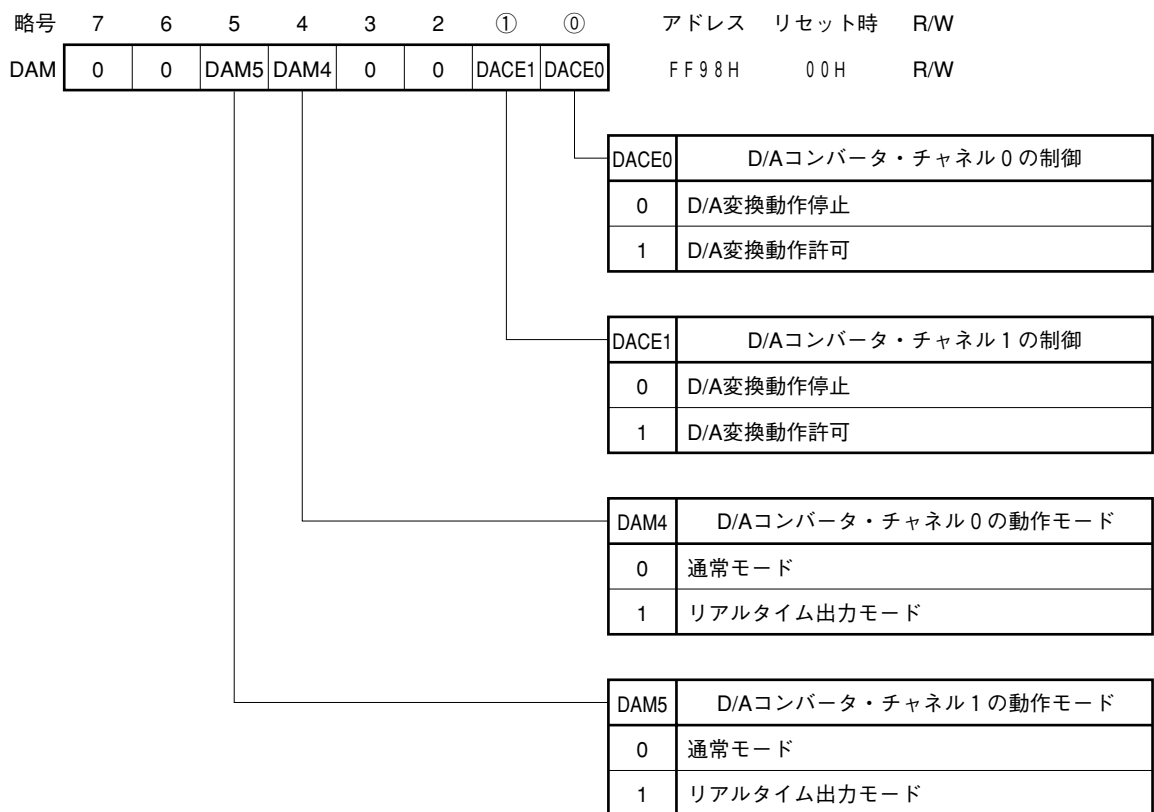 略号 7 6 5 4 3 2 ① ⓪ アドレス リセット時 R/W
DAM 0 0 DAM5 DAM4 0 0 DACE1 DACE0 FF98H 00H R/W
DACE0 D/Aコンバータ・チャネル0の制御
0 D/A変換動作停止
1 D/A変換動作許可
DACE1 D/Aコンバータ・チャネル1の制御
0 D/A変換動作停止
1 D/A変換動作許可
DAM4 D/Aコンバータ・チャネル0の動作モード
0 通常モード
1 リアルタイム出力モード
DAM5 D/Aコンバータ・チャネル1の動作モード
0 通常モード
1 リアルタイム出力モード